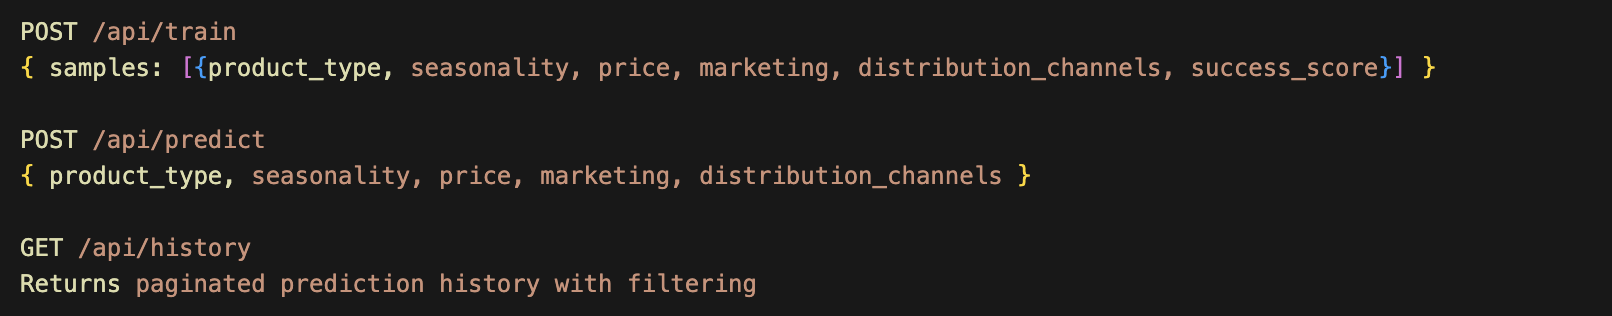 POST /api/train
{ samples: [{product_type, seasonality, price, marketing, distribution_channels, success_score}] }
POST /api/predict
{ product_type, seasonality, price, marketing, distribution_channels }
GET /api/history
Returns paginated prediction history with filtering